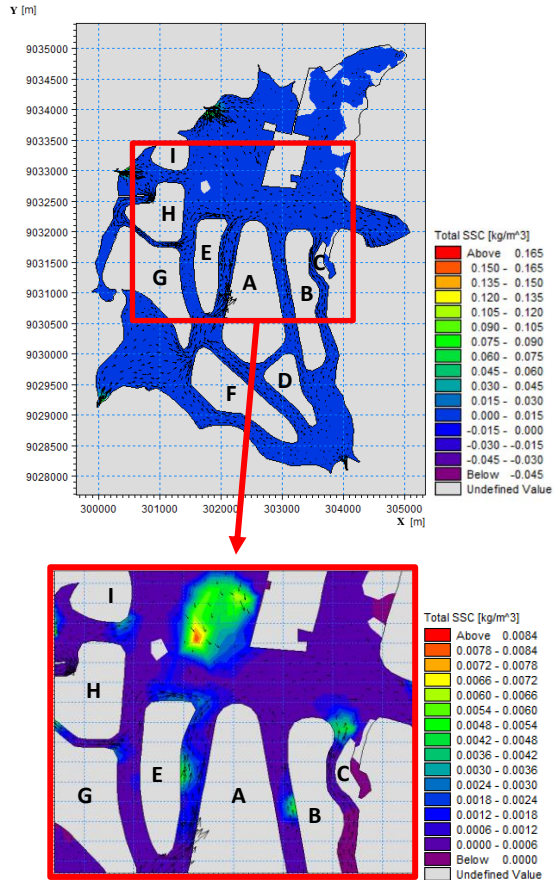 Y [m]
9035000
9034500
9034000
9033500
9033000
9032500
9032000
9031500
9031000
9030500
9030000
9029500
9029000
9028500
9028000
I
H
E
C
G
A
B
F
D
300000 301000 302000 303000 304000 305000
X [m]
Total SSC [kg/m^3]
Above 0.165
0.150 - 0.165
0.135 - 0.150
0.120 - 0.135
0.105 - 0.120
0.090 - 0.105
0.075 - 0.090
0.060 - 0.075
0.045 - 0.060
0.030 - 0.045
0.015 - 0.030
0.000 - 0.015
-0.015 - 0.000
-0.030 - -0.015
-0.045 - -0.030
Below -0.045
Undefined Value
I
H
E
C
G
A
B
Total SSC [kg/m^3]
Above 0.0084
0.0078 - 0.0084
0.0072 - 0.0078
0.0066 - 0.0072
0.0060 - 0.0066
0.0054 - 0.0060
0.0048 - 0.0054
0.0042 - 0.0048
0.0036 - 0.0042
0.0030 - 0.0036
0.0024 - 0.0030
0.0018 - 0.0024
0.0012 - 0.0018
0.0006 - 0.0012
0.0000 - 0.0006
Below 0.0000
Undefined Value